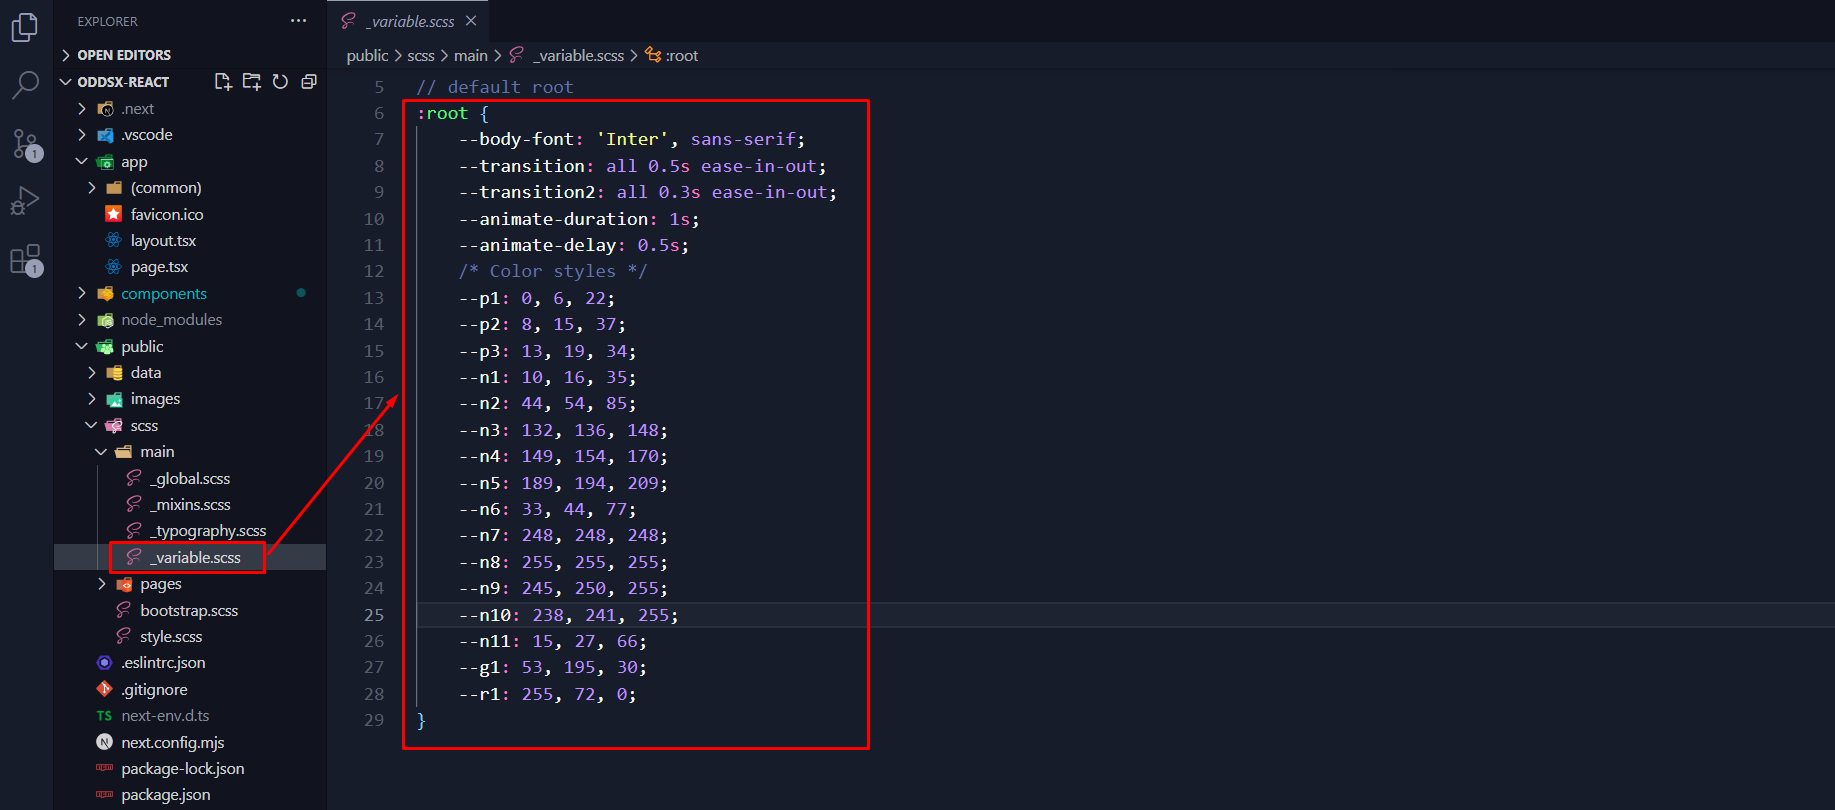 EXPLORER
OPEN EDITORS
ODDSX-REACT
.next
.vscode
app
(common)
favicon.ico
layout.tsx
page.tsx
components
node_modules
public
data
images
scss
main
_global.scss
_mixins.scss
_typography.scss
_variable.scss
pages
bootstrap.scss
style.scss
.eslintrc.json
.gitignore
TS next-env.d.ts
N next.config.mjs
package-lock.json
package.json
1
1
_variable.scss
public > scss > main > _variable.scss > :root
5 // default root
6 :root {
7 --body-font: 'Inter', sans-serif;
8 --transition: all 0.5s ease-in-out;
9 --transition2: all 0.3s ease-in-out;
10 --animate-duration: 1s;
11 --animate-delay: 0.5s;
12 /* Color styles */
13 --p1: 0, 6, 22;
14 --p2: 8, 15, 37;
15 --p3: 13, 19, 34;
16 --n1: 10, 16, 35;
17 --n2: 44, 54, 85;
18 --n3: 132, 136, 148;
19 --n4: 149, 154, 170;
20 --n5: 189, 194, 209;
21 --n6: 33, 44, 77;
22 --n7: 248, 248, 248;
23 --n8: 255, 255, 255;
24 --n9: 245, 250, 255;
25 --n10: 238, 241, 255;
26 --n11: 15, 27, 66;
27 --g1: 53, 195, 30;
28 --r1: 255, 72, 0;
29 }